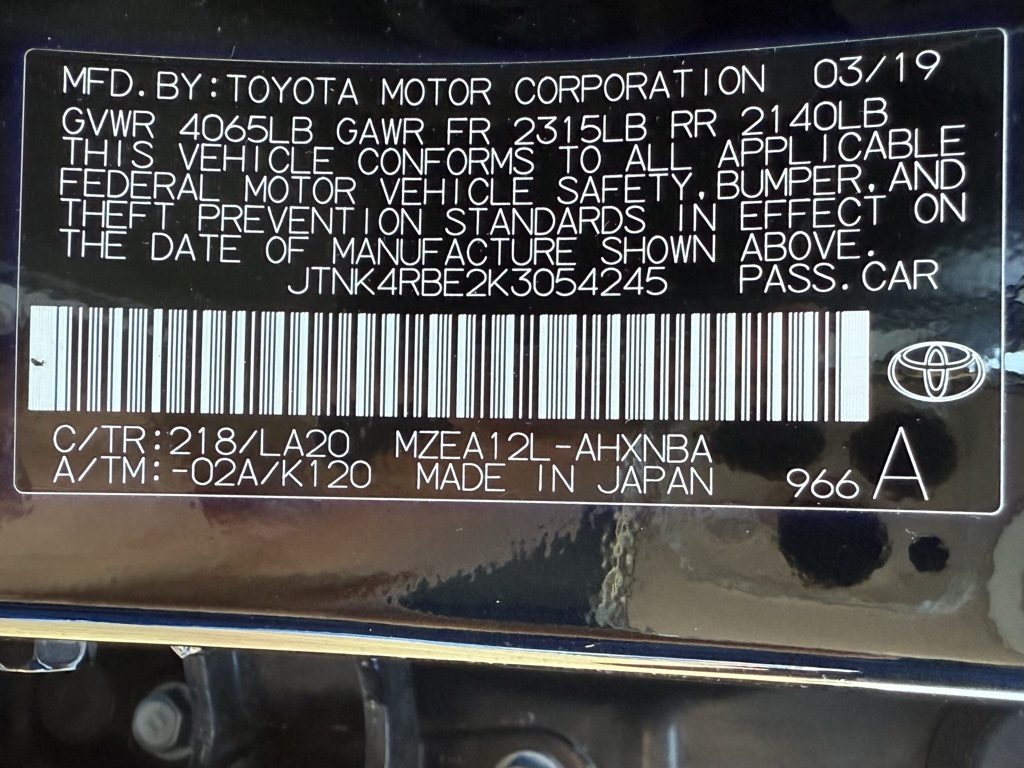 MFD. BY: TOYOTA MOTOR CORPORATION 03/19
GVWR 4065LB GAWR FR 2315LB RR 2140LB
THIS VEHICLE CONFORMS TO ALL APPLICABLE
FEDERAL MOTOR VEHICLE SAFETY, BUMPER, AND
THEFT PREVENTION STANDARDS IN EFFECT ON
THE DATE OF MANUFACTURE SHOWN ABOVE.
JTNK4RBE2K3054245 PASS. CAR
C/TR: 218/LA20 MZEA12L-AHXNBA
A/TM: -02A/K120 MADE IN JAPAN 966 A